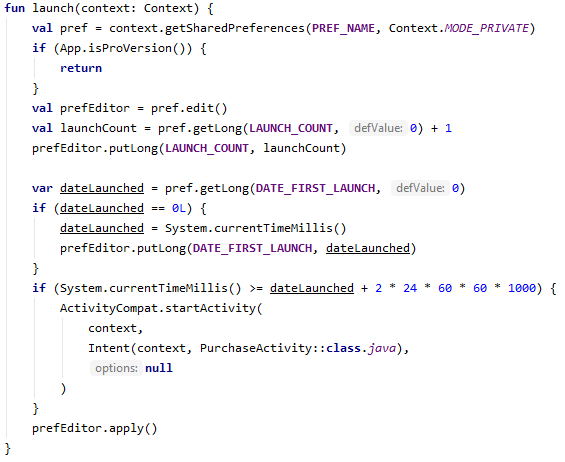 fun launch(context: Context) {
    val pref = context.getSharedPreferences(PREF_NAME, Context.MODE_PRIVATE)
    if (App.isProVersion()) {
        return
    }
    val prefEditor = pref.edit()
    val launchCount = pref.getLong(LAUNCH_COUNT, defValue: 0) + 1
    prefEditor.putLong(LAUNCH_COUNT, launchCount)

    var dateLaunched = pref.getLong(DATE_FIRST_LAUNCH, defValue: 0)
    if (dateLaunched == 0L) {
        dateLaunched = System.currentTimeMillis()
        prefEditor.putLong(DATE_FIRST_LAUNCH, dateLaunched)
    }
    if (System.currentTimeMillis() >= dateLaunched + 2 * 24 * 60 * 60 * 1000) {
        ActivityCompat.startActivity(
            context,
            Intent(context, PurchaseActivity::class.java),
            options: null
        )
    }
    prefEditor.apply()
}